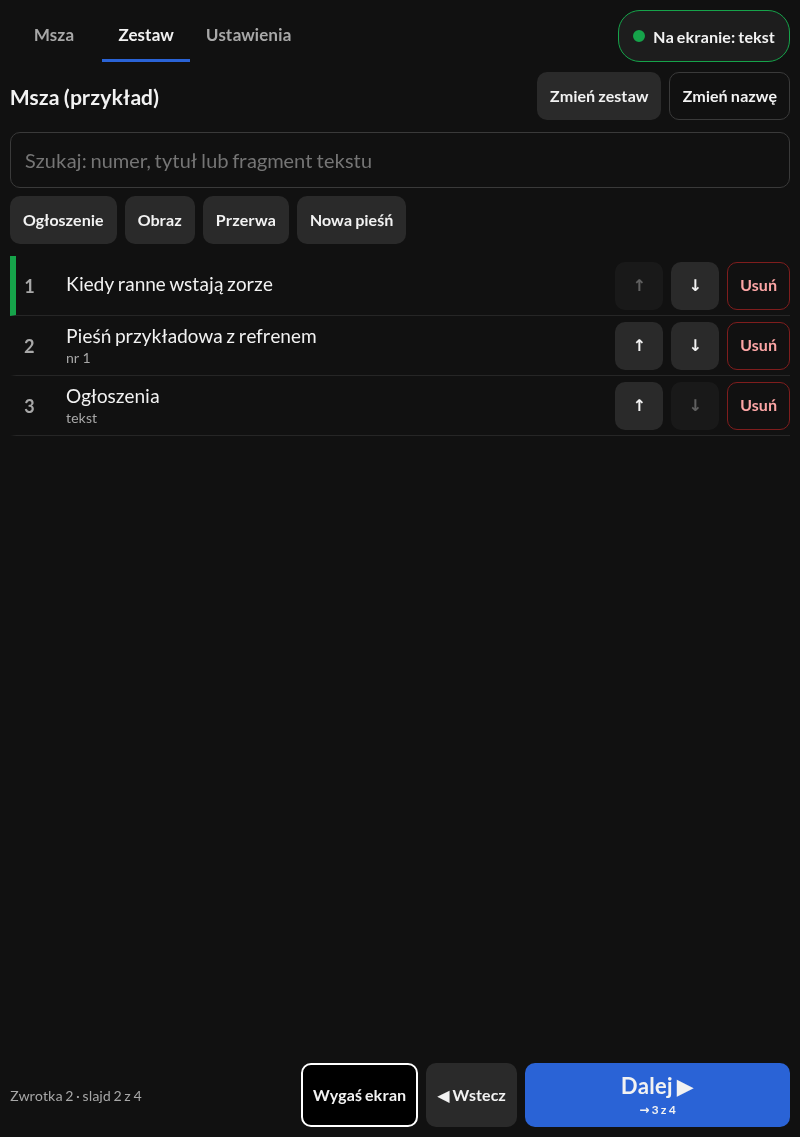 Msza Zestaw Ustawienia Na ekranie: tekst
Msza (przykład) Zmień zestaw Zmień nazwę
Szukaj: numer, tytuł lub fragment tekstu
Ogłoszenie Obraz Przerwa Nowa pieśń
1 Kiedy ranne wstają zorze ↑ ↓ Usuń
2 Pieśń przykładowa z refrenem ↑ ↓ Usuń
nr 1
3 Ogłoszenia ↑ ↓ Usuń
tekst
Zwrotka 2 · slajd 2 z 4 Wygaś ekran ◀ Wstecz Dalej ▶
→ 3 z 4